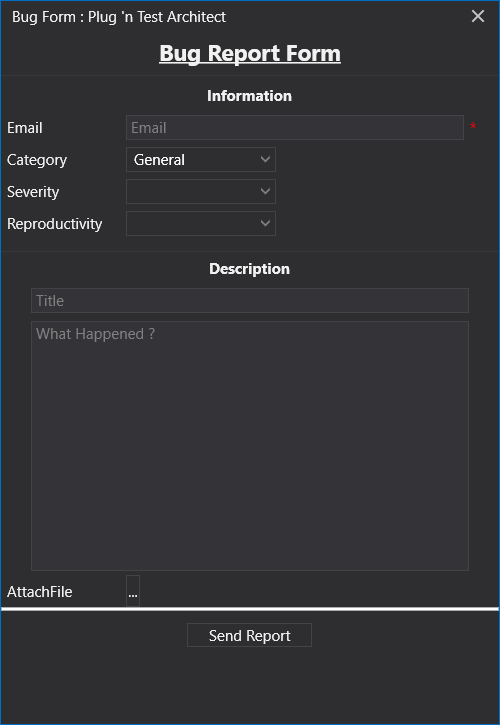 Bug Form : Plug 'n Test Architect
Bug Report Form
Information
Email Email *
Category General
Severity
Reproductivity
Description
Title
What Happened ?
AttachFile ...
Send Report